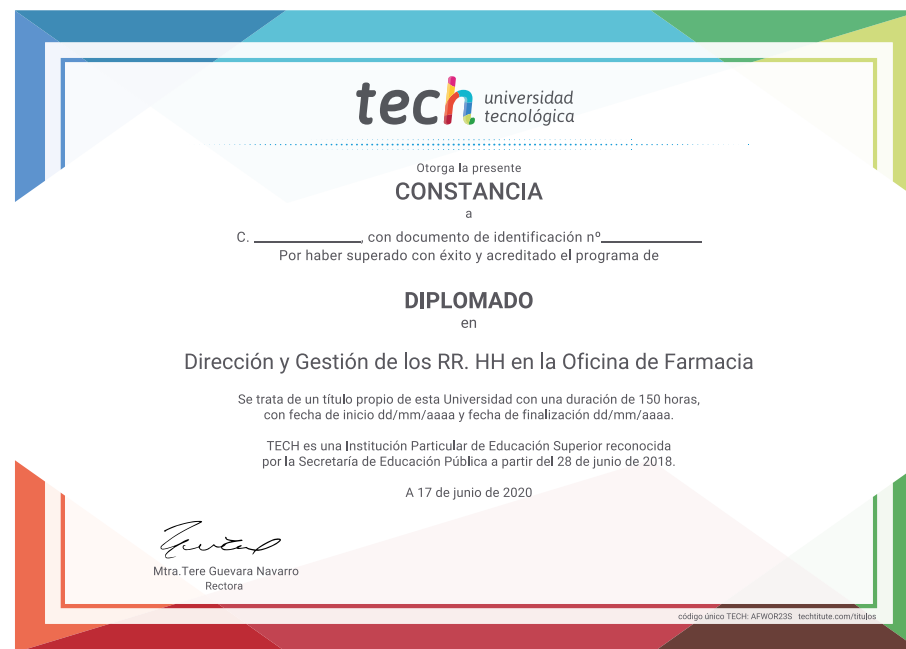 tech universidad
tecnológica
Otorga la presente
CONSTANCIA
a
C. ____________, con documento de identificación nº____________
Por haber superado con éxito y acreditado el programa de
DIPLOMADO
en
Dirección y Gestión de los RR. HH en la Oficina de Farmacia
Se trata de un título propio de esta Universidad con una duración de 150 horas,
con fecha de inicio dd/mm/aaaa y fecha de finalización dd/mm/aaaa.
TECH es una Institución Particular de Educación Superior reconocida
por la Secretaría de Educación Pública a partir del 28 de junio de 2018.
A 17 de junio de 2020
Mtra.Tere Guevara Navarro
Rectora
código único TECH: AFWOR23S techtitute.com/titulos